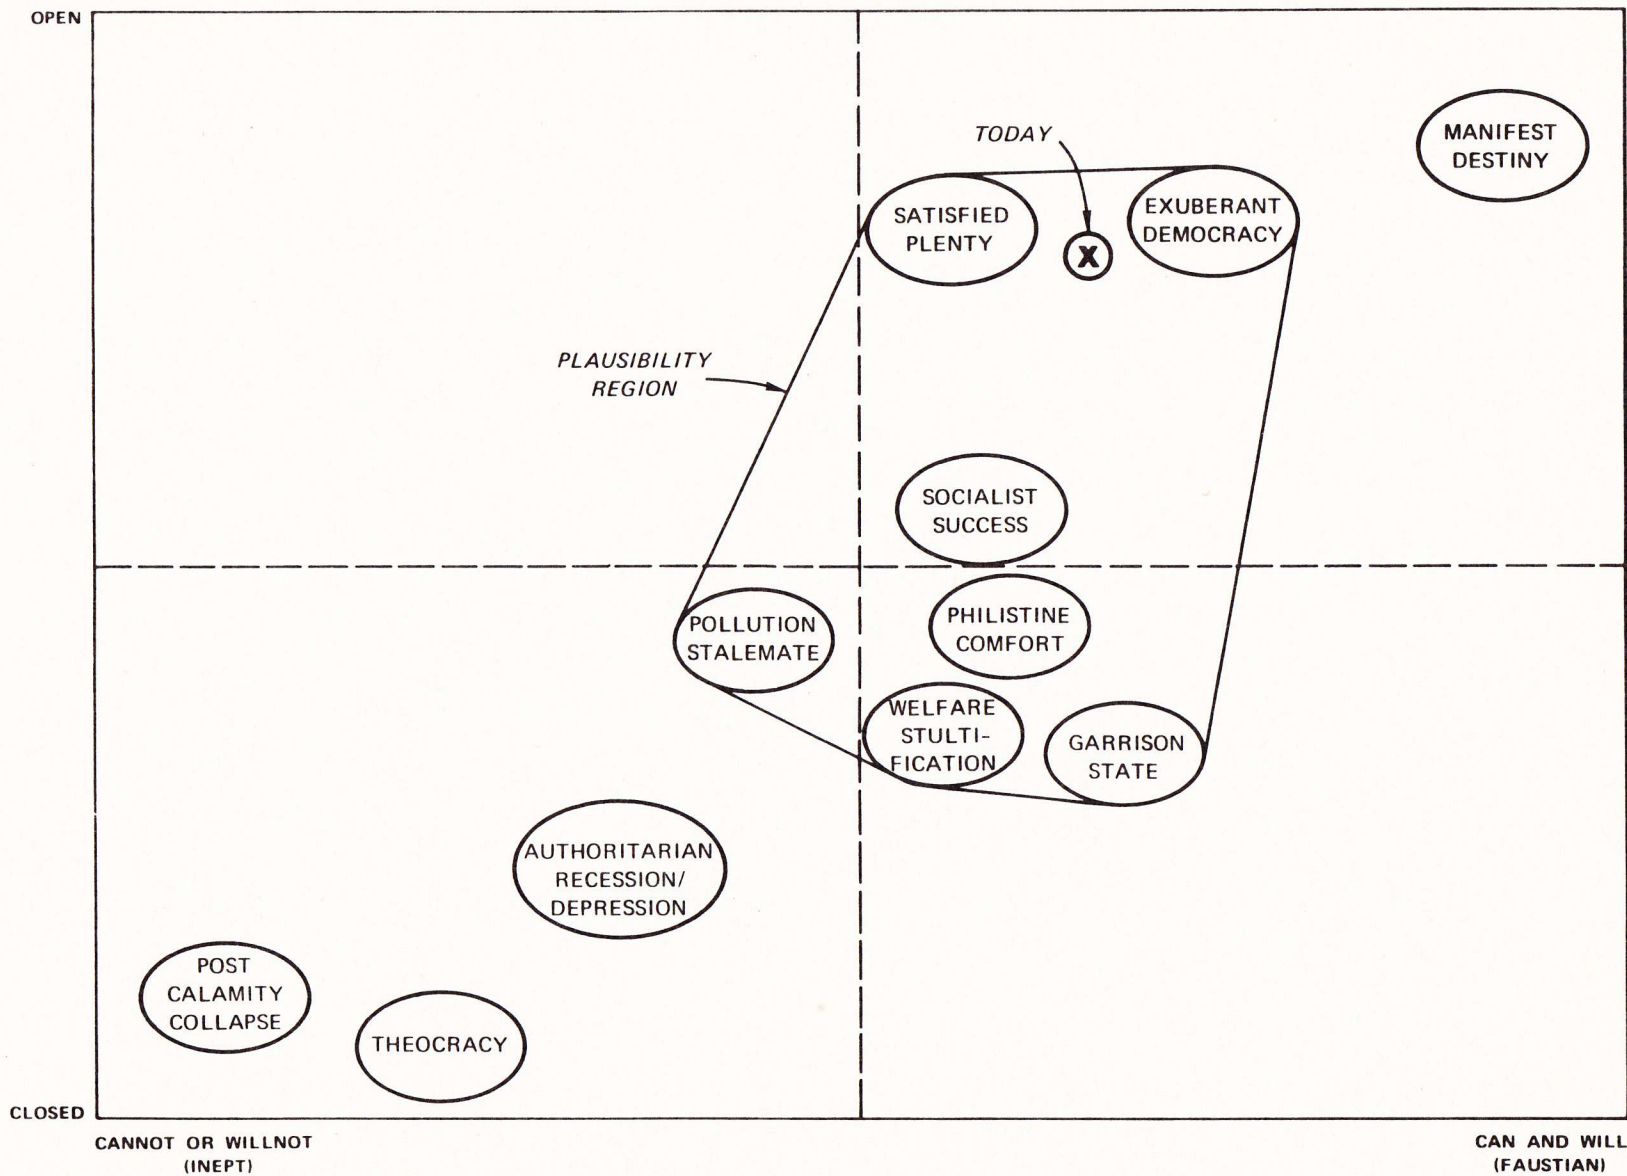 OPEN
MANIFEST
DESTINY
TODAY
SATISFIED
PLENTY
X
EXUBERANT
DEMOCRACY
PLAUSIBILITY
REGION
SOCIALIST
SUCCESS
PHILISTINE
COMFORT
POLLUTION
STALEMATE
WELFARE
STULTI-
FICATION
GARRISON
STATE
AUTHORITARIAN
RECESSION/
DEPRESSION
POST
CALAMITY
COLLAPSE
THEOCRACY
CLOSED
CANNOT OR WILLNOT
(INEPT)
CAN AND WILL
(FAUSTIAN)